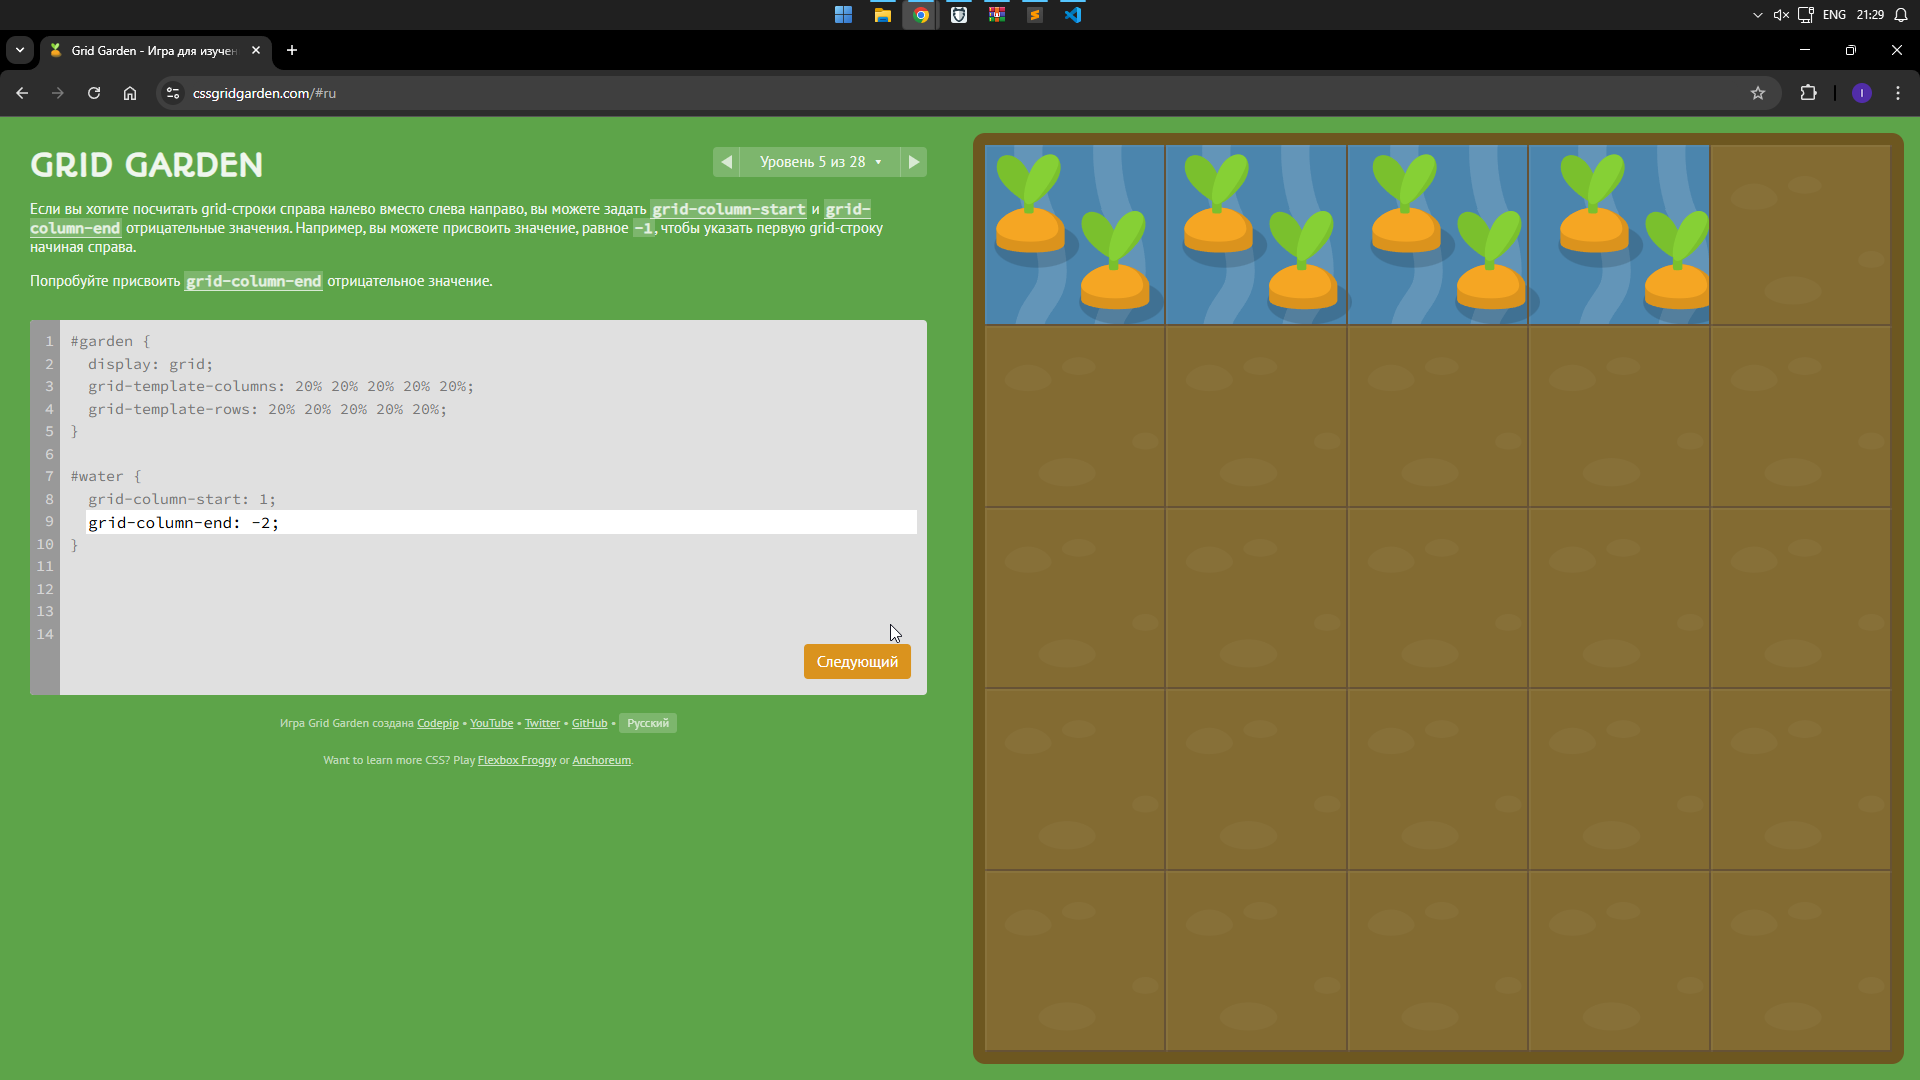 ENG 21:29
Grid Garden - Игра для изучен
cssgridgarden.com/#ru
I
GRID GARDEN
Уровень 5 из 28
Если вы хотите посчитать grid-строки справа налево вместо слева направо, вы можете задать grid-column-start и grid-
column-end отрицательные значения. Например, вы можете присвоить значение, равное -1, чтобы указать первую grid-строку
начиная справа.
Попробуйте присвоить grid-column-end отрицательное значение.
1 #garden {
2 display: grid;
3 grid-template-columns: 20% 20% 20% 20% 20%;
4 grid-template-rows: 20% 20% 20% 20% 20%;
5 }
6
7 #water {
8 grid-column-start: 1;
9 grid-column-end: -2;
10 }
11
12
13
14
Следующий
Игра Grid Garden создана Codepip • YouTube • Twitter • GitHub • Русский
Want to learn more CSS? Play Flexbox Froggy or Anchoreum.